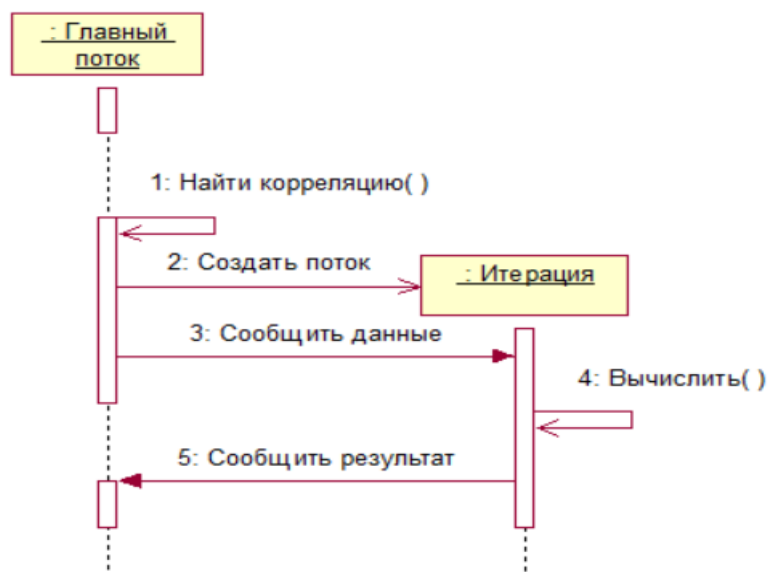 : Главный
поток
1: Найти корреляцию( )
2: Создать поток
: Итерация
3: Сообщить данные
4: Вычислить( )
5: Сообщить результат